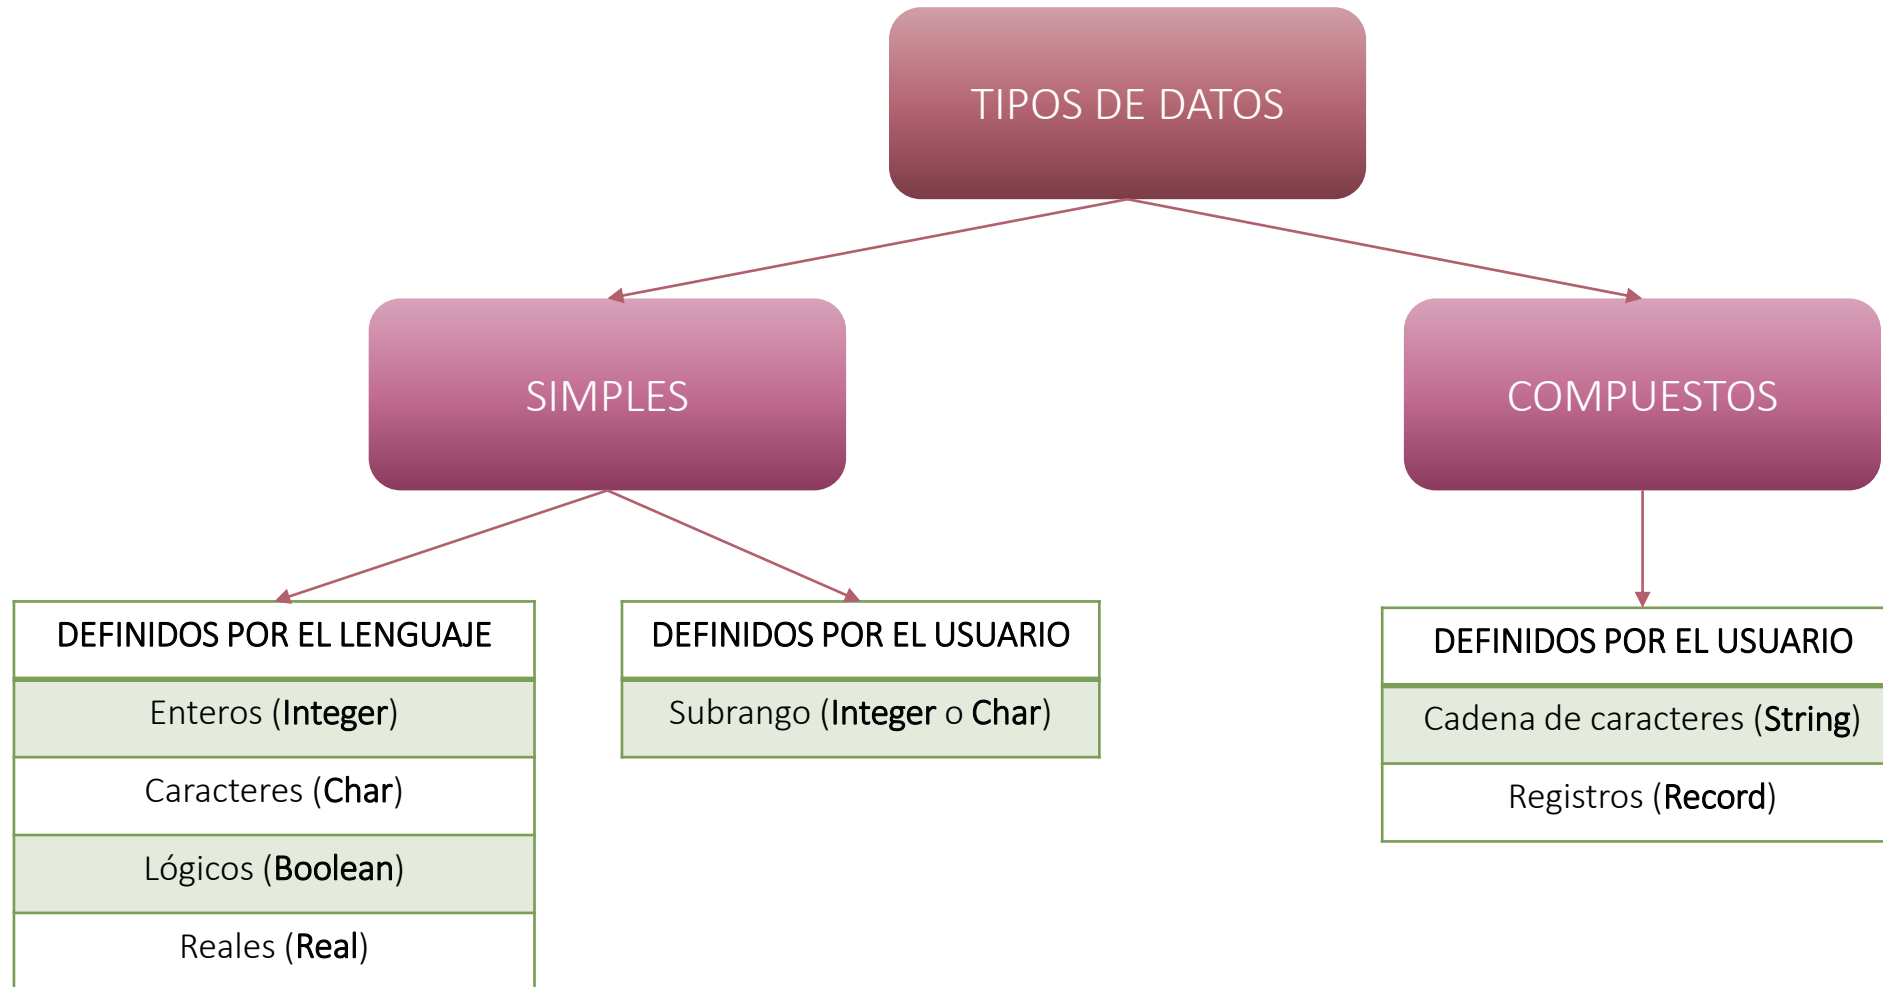 TIPOS DE DATOS
SIMPLES
COMPUESTOS
DEFINIDOS POR EL LENGUAJE
Enteros (Integer)
Caracteres (Char)
Lógicos (Boolean)
Reales (Real)
DEFINIDOS POR EL USUARIO
Subrango (Integer o Char)
DEFINIDOS POR EL USUARIO
Cadena de caracteres (String)
Registros (Record)